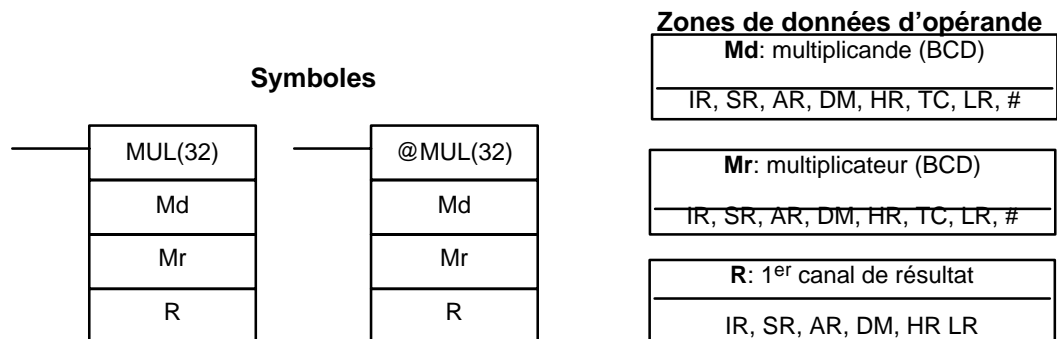 Symboles
MUL(32)
Md
Mr
R
@MUL(32)
Md
Mr
R
Zones de données d'opérande
Md: multiplicande (BCD)
IR, SR, AR, DM, HR, TC, LR, #
Mr: multiplicateur (BCD)
IR, SR, AR, DM, HR, TC, LR, #
R: 1er canal de résultat
IR, SR, AR, DM, HR LR